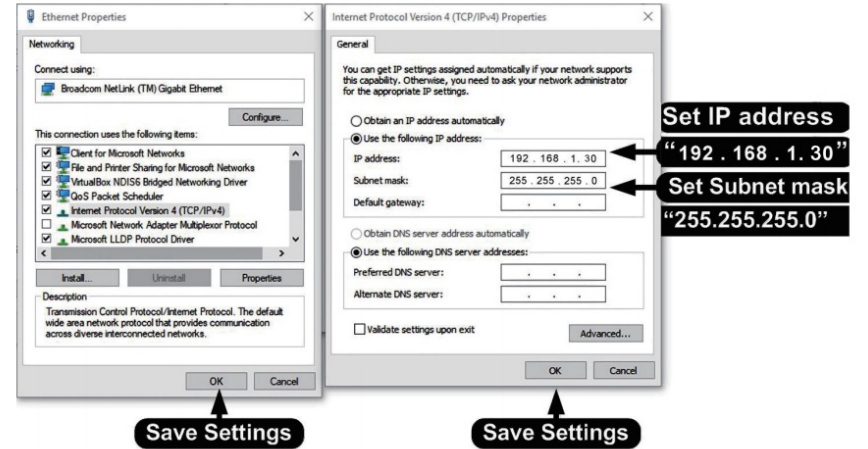 Ethernet Properties
Networking
Connect using:
Broadcom NetLink (TM) Gigabit Ethernet
Configure...
This connection uses the following items:
Client for Microsoft Networks
File and Printer Sharing for Microsoft Networks
VirtualBox NDIS6 Bridged Networking Driver
QoS Packet Scheduler
Internet Protocol Version 4 (TCP/IPv4)
Microsoft Network Adapter Multiplexor Protocol
Microsoft LLDP Protocol Driver
Install...
Uninstall
Properties
Description
Transmission Control Protocol/Internet Protocol. The default
wide area network protocol that provides communication
across diverse interconnected networks.
OK
Cancel
Save Settings
Internet Protocol Version 4 (TCP/IPv4) Properties
General
You can get IP settings assigned automatically if your network supports
this capability. Otherwise, you need to ask your network administrator
for the appropriate IP settings.
Obtain an IP address automatically
Use the following IP address:
IP address:
192 . 168 . 1. 30
Subnet mask:
255 . 255 . 255 . 0
Default gateway:
. . .
Obtain DNS server address automatically
Use the following DNS server addresses:
Preferred DNS server:
. . .
Alternate DNS server:
. . .
Validate settings upon exit
Advanced...
OK
Cancel
Save Settings
Set IP address
“192 . 168 . 1. 30”
Set Subnet mask
“255.255.255.0”